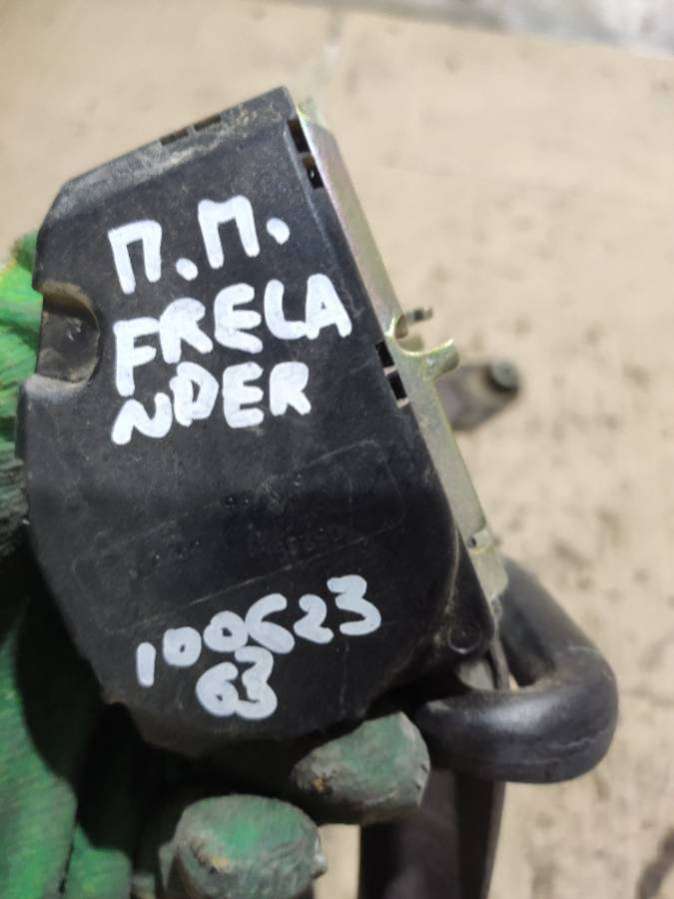 П.П.
FRELA
NDER
100623
63